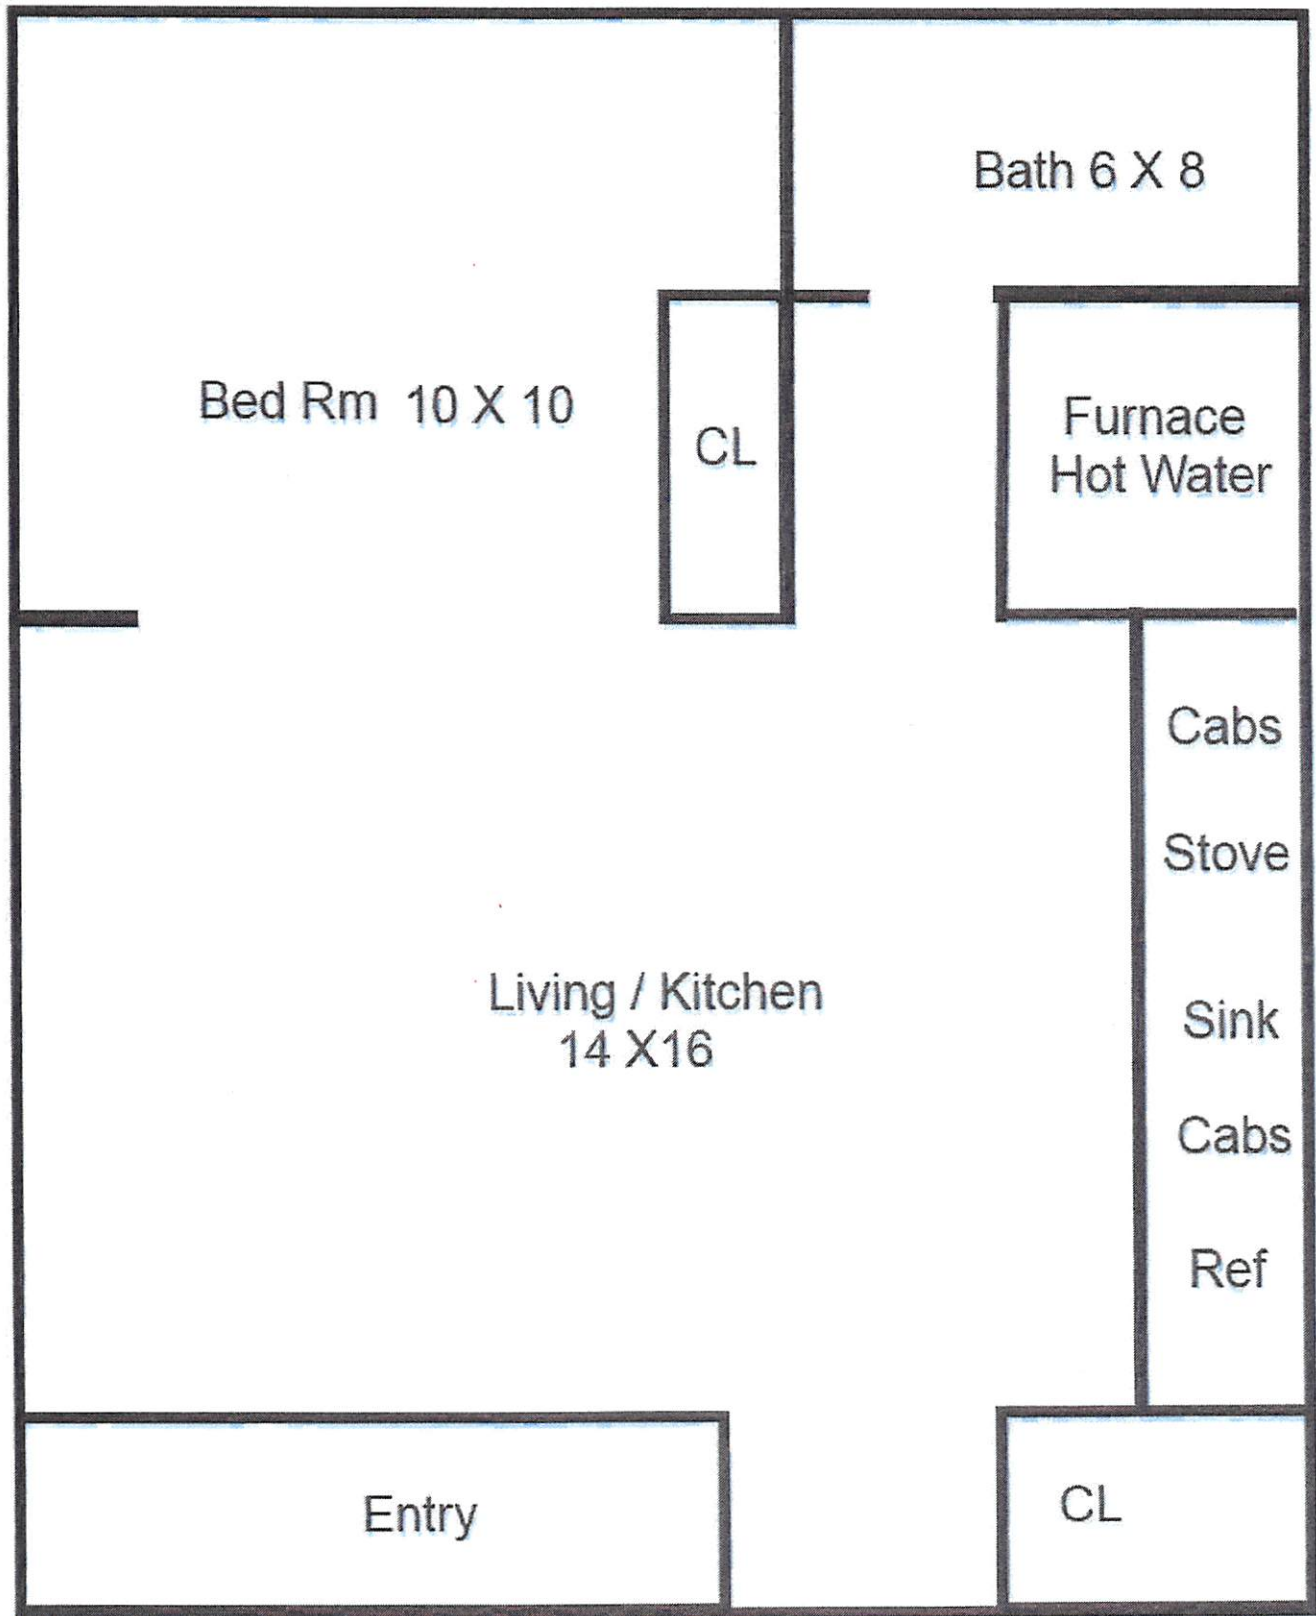 Bath 6 X 8
Bed Rm 10 X 10
CL
Furnace
Hot Water
Cabs
Stove
Living / Kitchen
14 X16
Sink
Cabs
Ref
Entry
CL